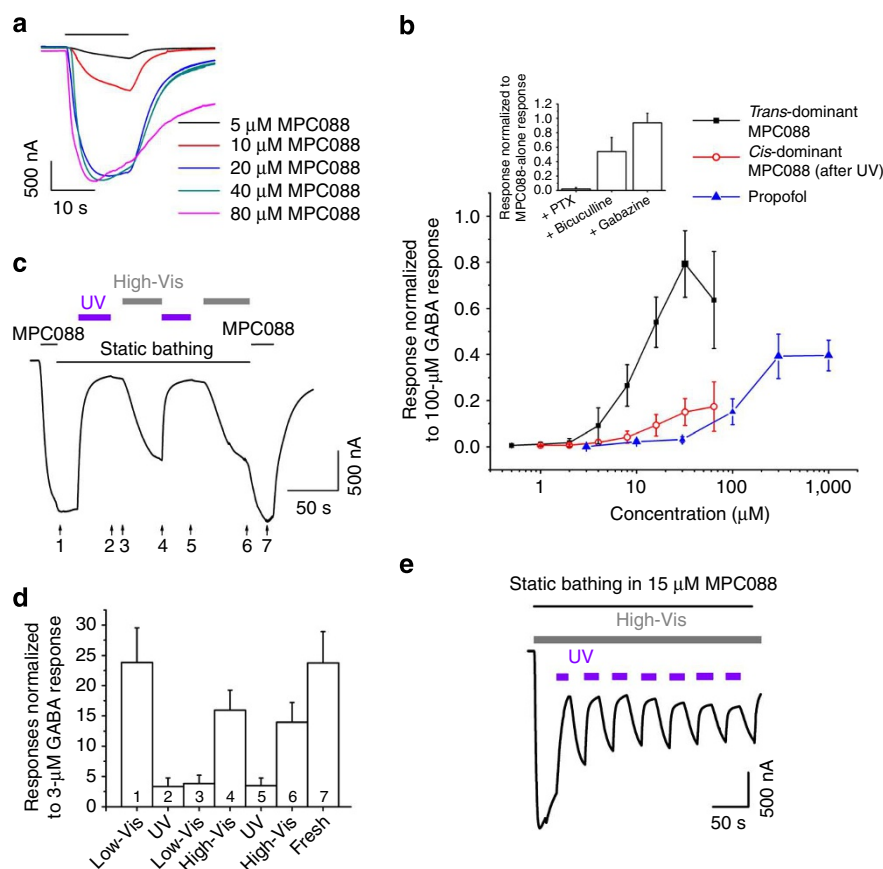 a
5 μM MPC088
10 μM MPC088
20 μM MPC088
40 μM MPC088
80 μM MPC088
500 nA
10 s
b
Response normalized to
MPC088-alone response
1.2
1.0
0.8
0.6
0.4
0.2
0.0
+ PTX
+ Bicuculline
+ Gabazine
Trans-dominant
MPC088
Cis-dominant
MPC088 (after UV)
Propofol
Response normalized
to 100-μM GABA response
1.0
0.8
0.6
0.4
0.2
0.0
1
10
100
1,000
Concentration (μM)
c
High-Vis
UV
MPC088
MPC088
Static bathing
500 nA
50 s
1
2
3
4
5
6
7
d
Responses normalized
to 3-μM GABA response
30
25
20
15
10
5
0
1
2
3
4
5
6
7
Low-Vis
UV
Low-Vis
High-Vis
UV
High-Vis
Fresh
e
Static bathing in 15 μM MPC088
High-Vis
UV
500 nA
50 s